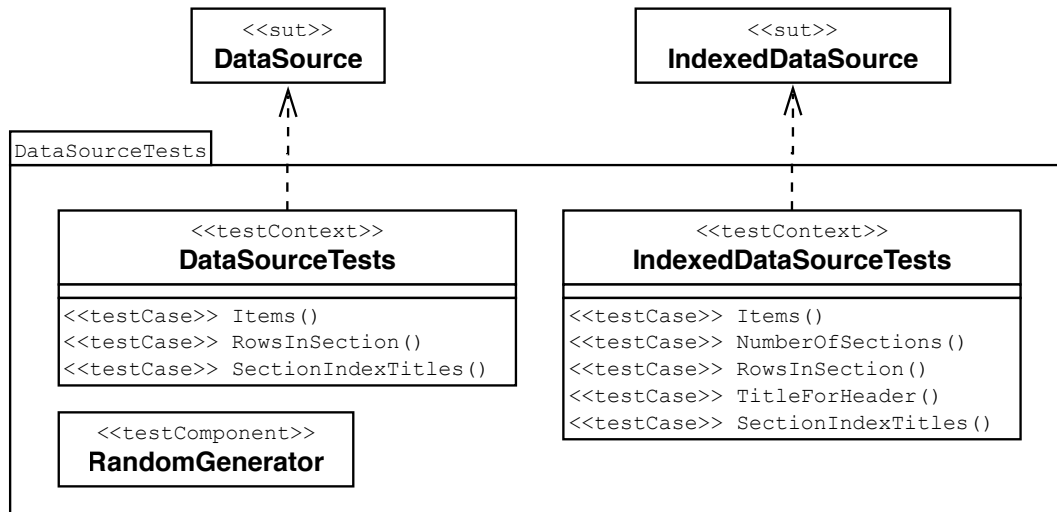 <<sut>>
DataSource
<<sut>>
IndexedDataSource
DataSourceTests
<<testContext>>
DataSourceTests
<<testCase>> Items()
<<testCase>> RowsInSection()
<<testCase>> SectionIndexTitles()
<<testContext>>
IndexedDataSourceTests
<<testCase>> Items()
<<testCase>> NumberOfSections()
<<testCase>> RowsInSection()
<<testCase>> TitleForHeader()
<<testCase>> SectionIndexTitles()
<<testComponent>>
RandomGenerator